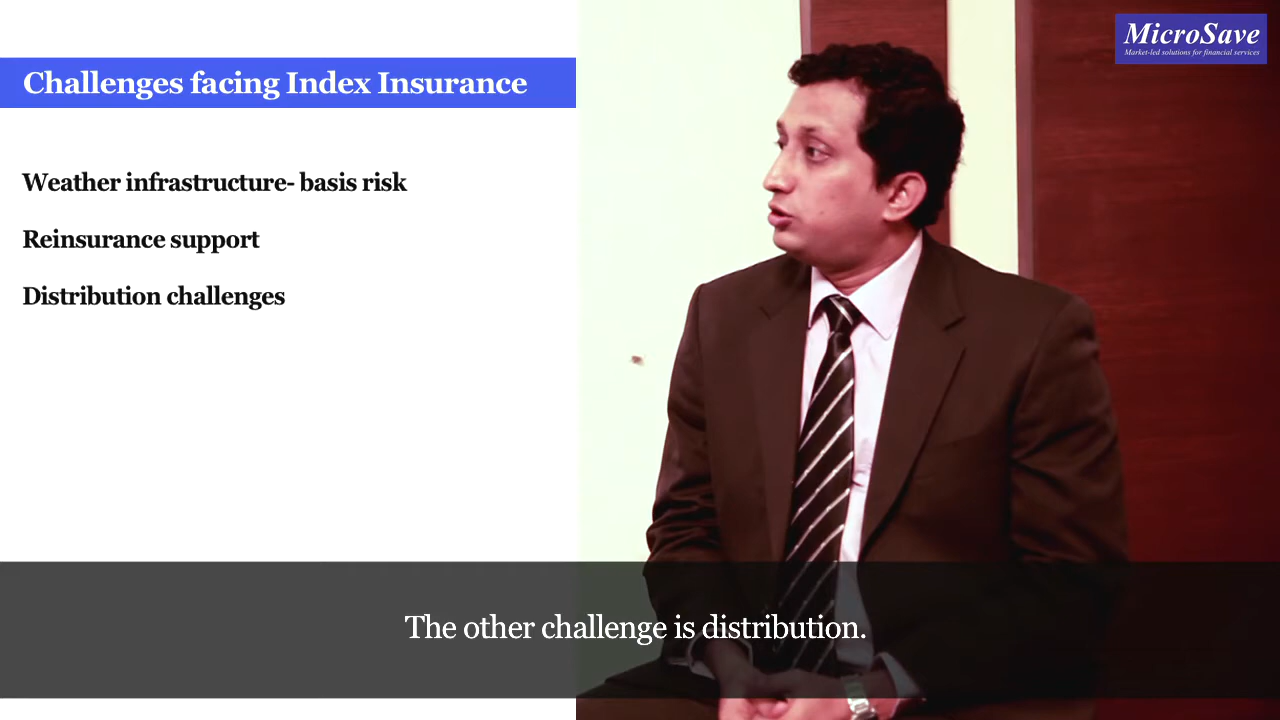 MicroSave
Market-led solutions for financial services
Challenges facing Index Insurance
Weather infrastructure- basis risk
Reinsurance support
Distribution challenges
The other challenge is distribution.